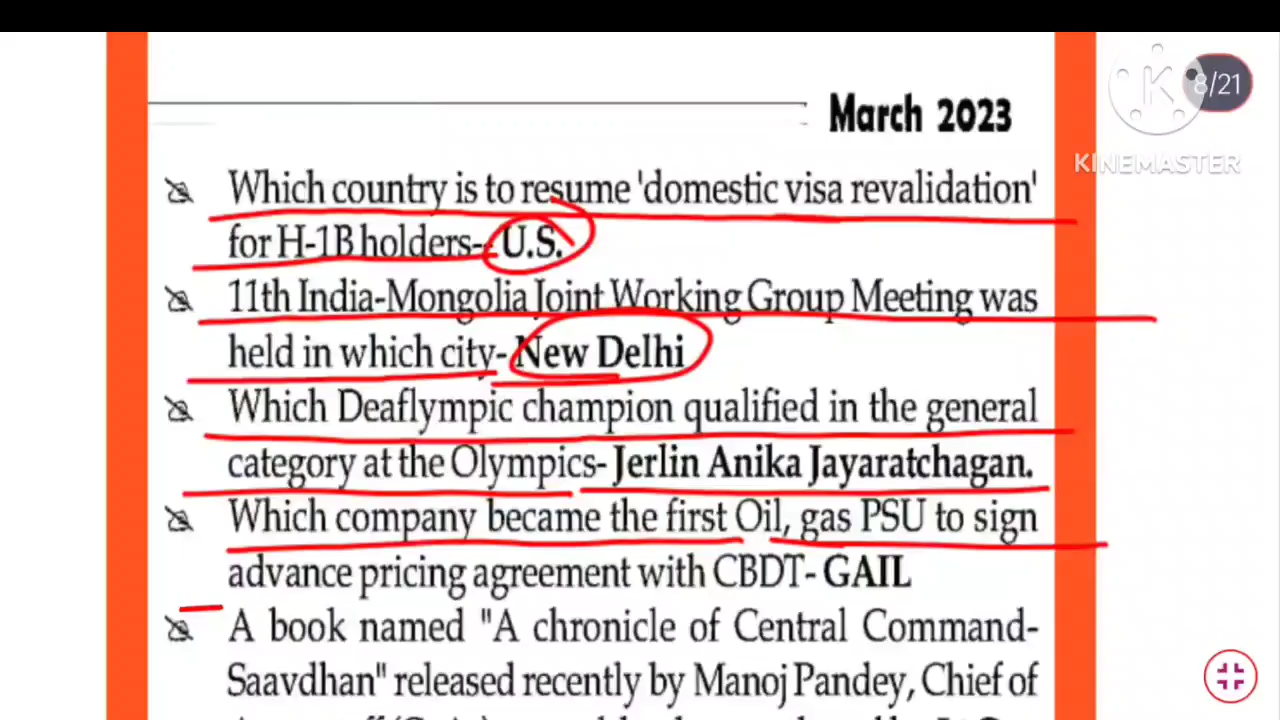 8/21
KINEMASTER
March 2023
Which country is to resume 'domestic visa revalidation'
for H-1B holders- U.S.
11th India-Mongolia Joint Working Group Meeting was
held in which city- New Delhi
Which Deaflympic champion qualified in the general
category at the Olympics- Jerlin Anika Jayaratchagan.
Which company became the first Oil, gas PSU to sign
advance pricing agreement with CBDT- GAIL
A book named "A chronicle of Central Command-
Saavdhan" released recently by Manoj Pandey, Chief of